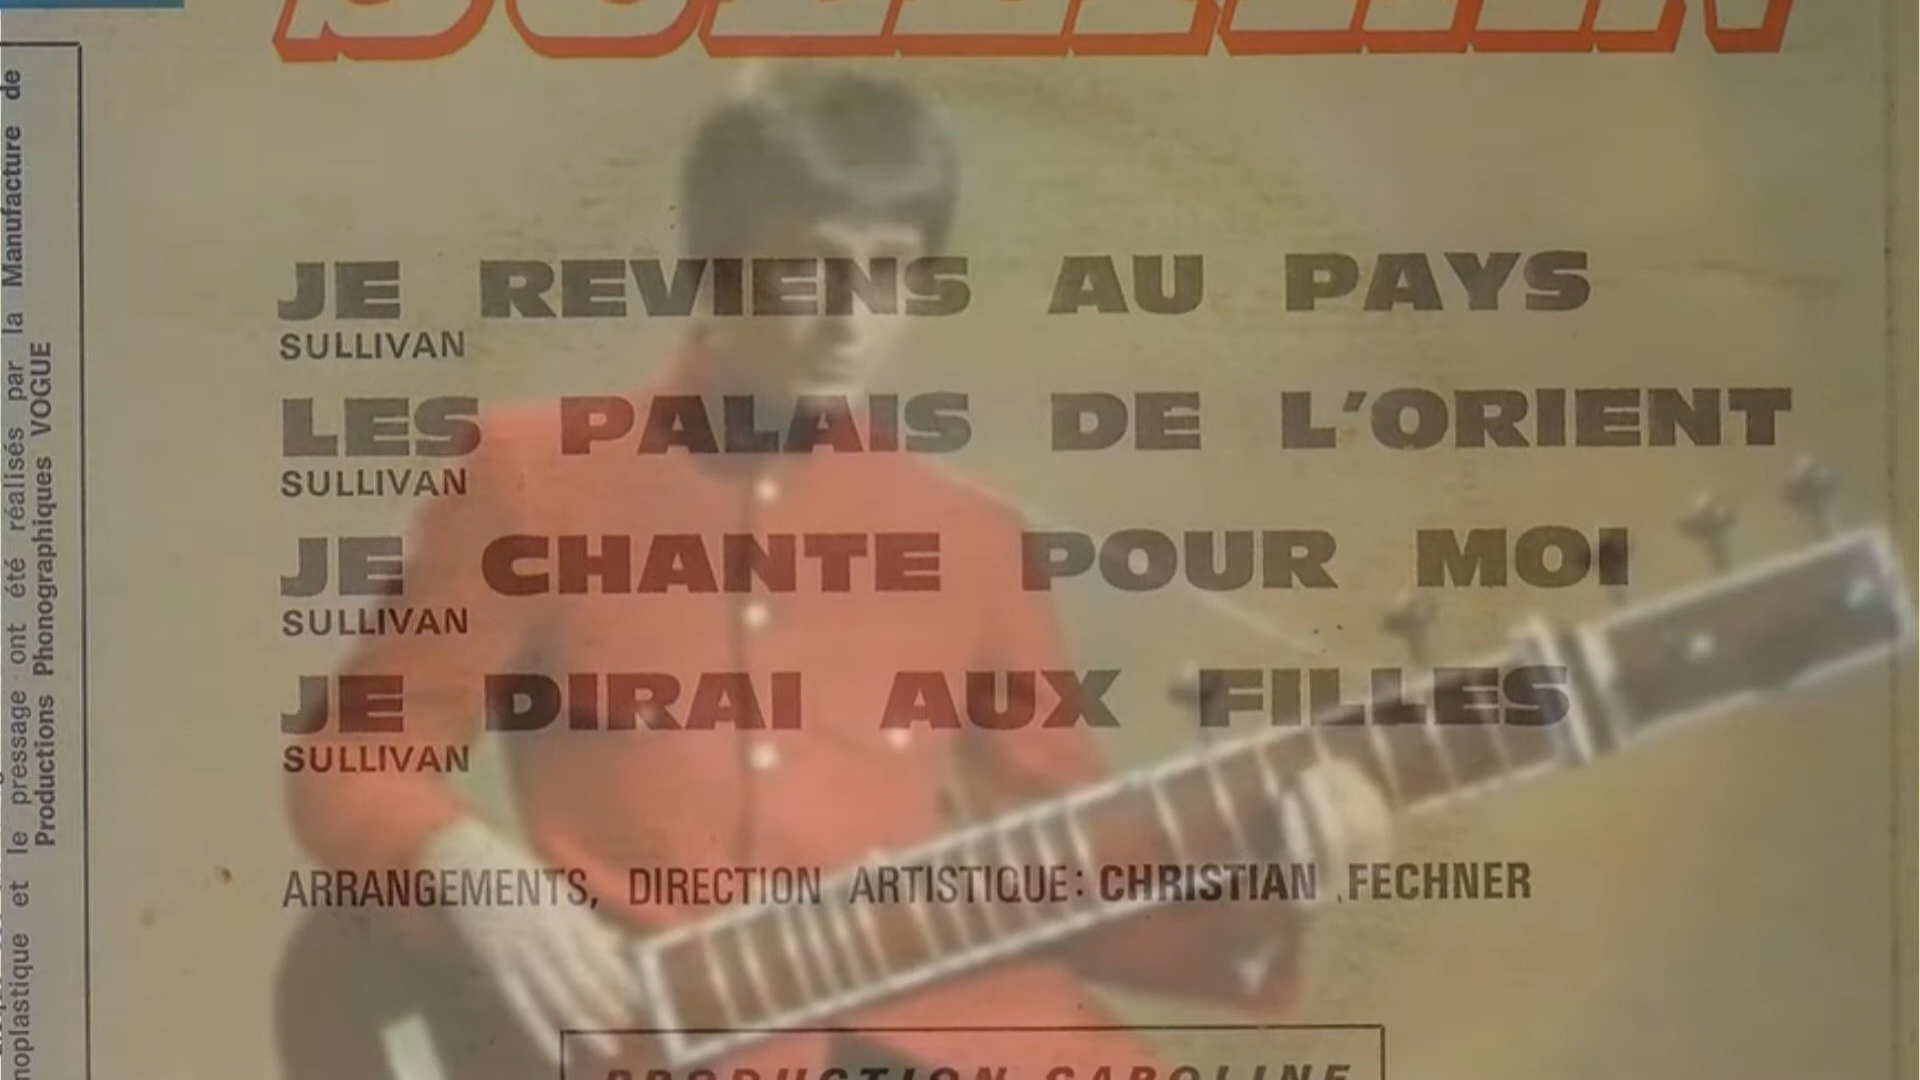 JE REVIENS AU PAYS
SULLIVAN
LES PALAIS DE L'ORIENT
SULLIVAN
JE CHANTE POUR MOI
SULLIVAN
JE DIRAI AUX FILLES
SULLIVAN
ARRANGEMENTS, DIRECTION ARTISTIQUE: CHRISTIAN FECHNER
PRODUCTION CAROLINE
noplastique et le pressage ont été réalisés par la Manufacture de
Productions Phonographiques VOGUE